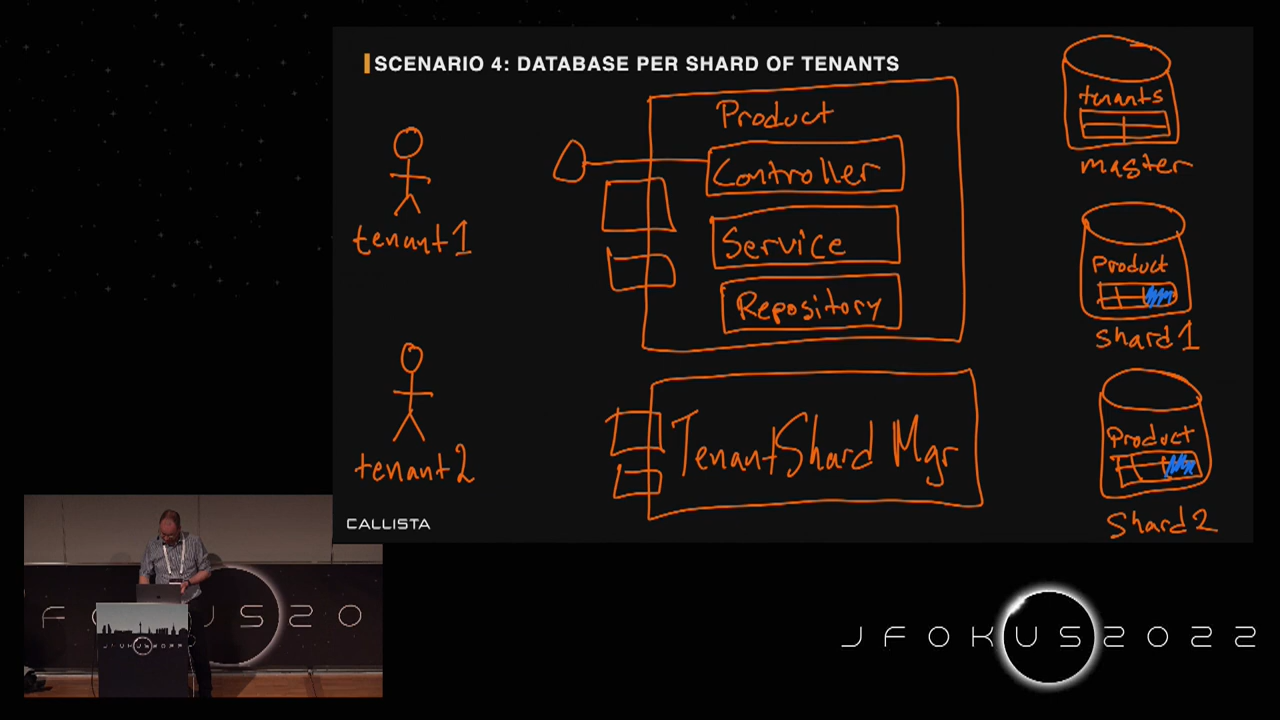 SCENARIO 4: DATABASE PER SHARD OF TENANTS
tenant1
tenant2
Product
Controller
Service
Repository
TenantShard Mgr
tenants
master
Product
shard1
Product
Shard2
CALLISTA
JFOKUS2022